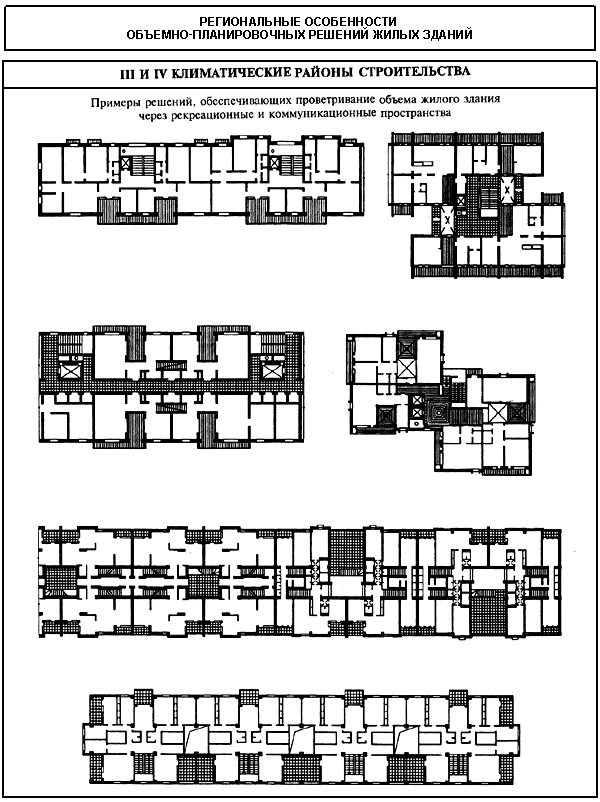 РЕГИОНАЛЬНЫЕ ОСОБЕННОСТИ
ОБЪЕМНО-ПЛАНИРОВОЧНЫХ РЕШЕНИЙ ЖИЛЫХ ЗДАНИЙ
III И IV КЛИМАТИЧЕСКИЕ РАЙОНЫ СТРОИТЕЛЬСТВА
Примеры решений, обеспечивающих проветривание объема жилого здания
через рекреационные и коммуникационные пространства